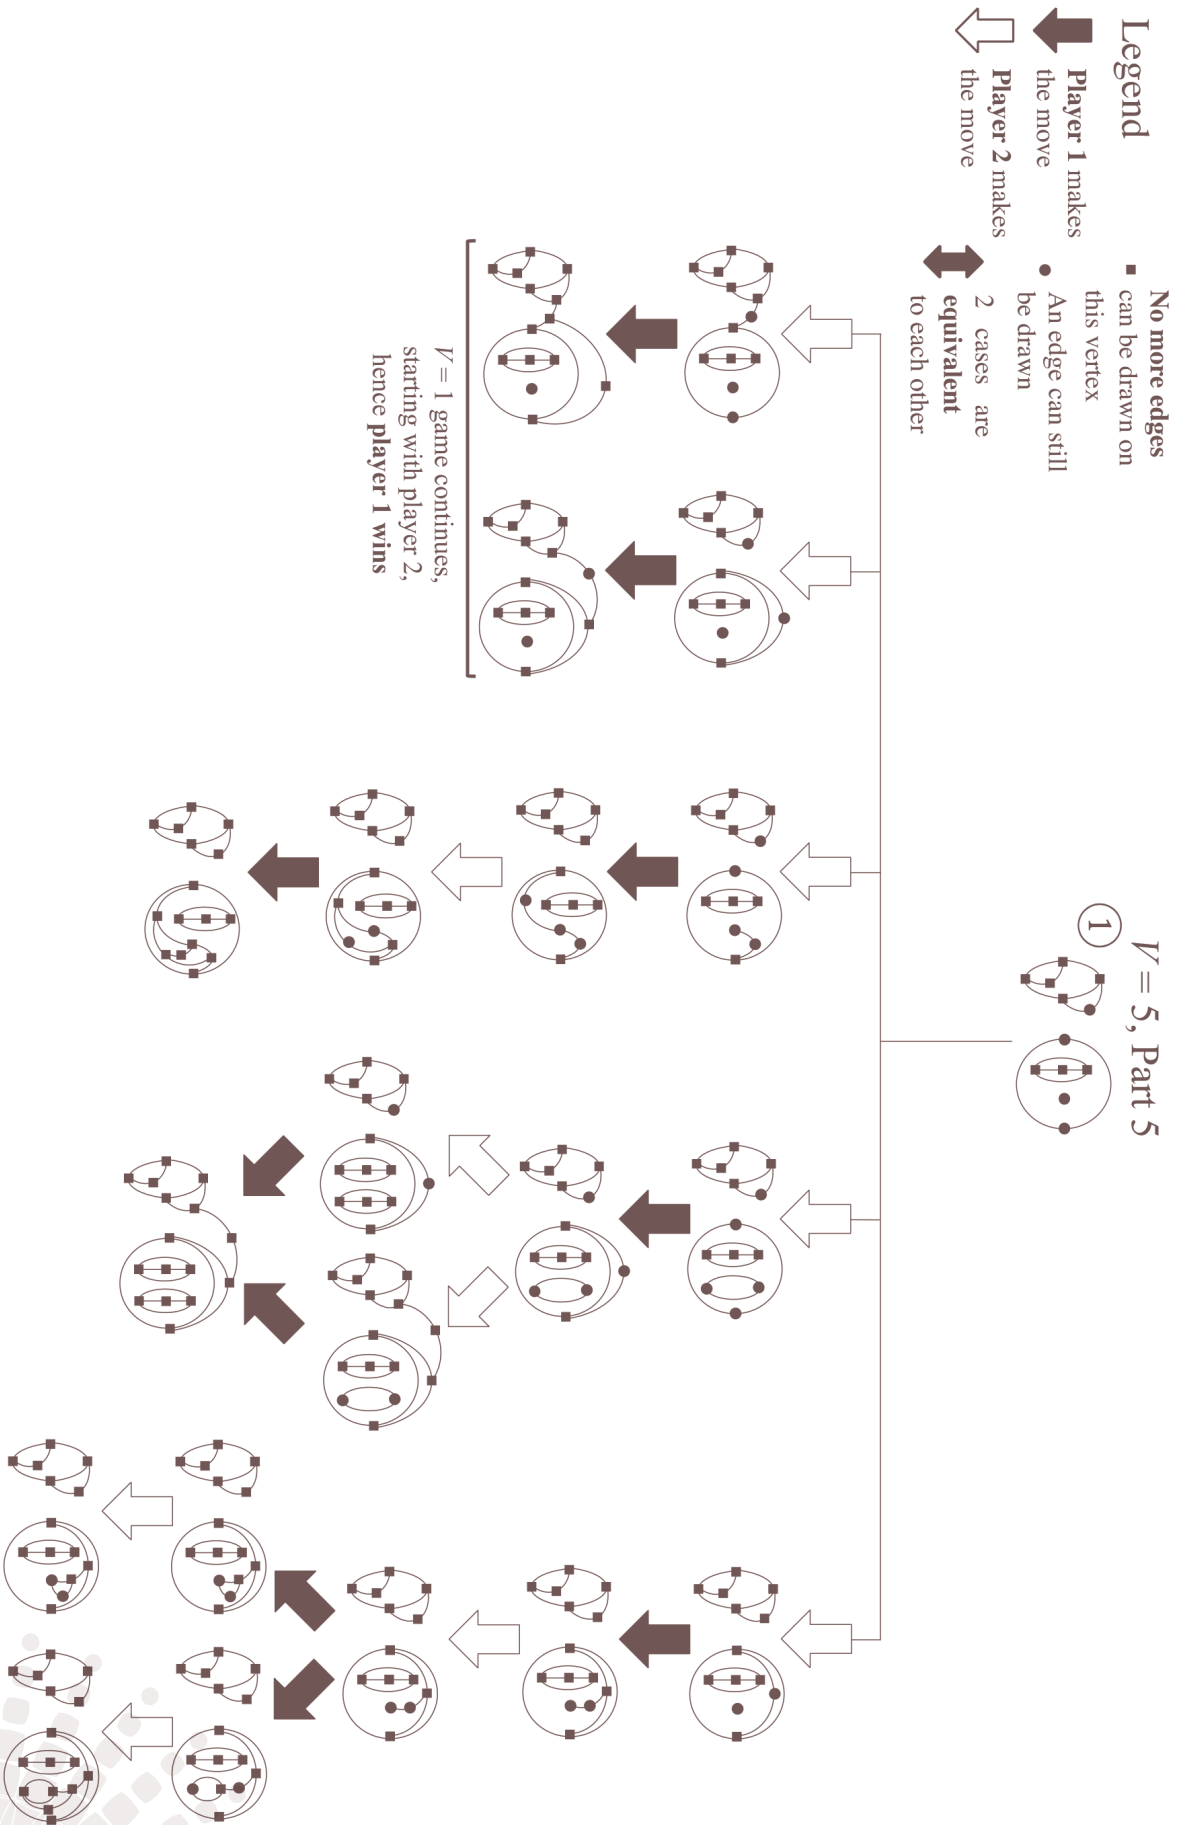 V = 5, Part 5
1
Legend
Player 1 makes
the move
Player 2 makes
the move
No more edges
can be drawn on
this vertex
An edge can still
be drawn
2 cases are
equivalent
to each other
V = 1 game continues,
starting with player 2,
hence player 1 wins